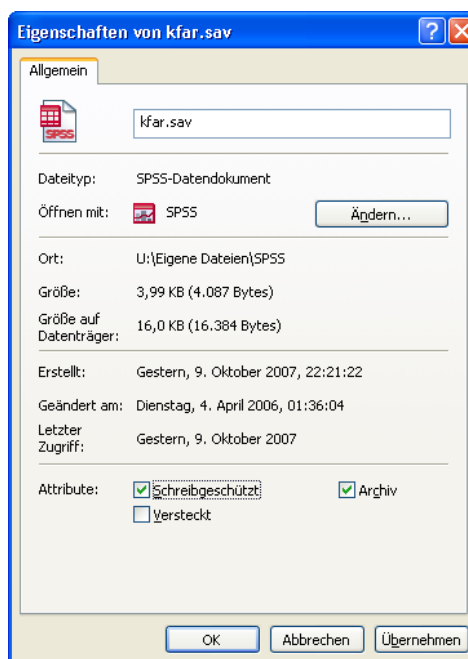 Eigenschaften von kfar.sav
Allgemein
SPSS
kfar.sav
Dateityp: SPSS-Datendokument
Öffnen mit: SPSS Ändern...
Ort: U:\Eigene Dateien\SPSS
Größe: 3,99 KB (4.087 Bytes)
Größe auf
Datenträger: 16,0 KB (16.384 Bytes)
Erstellt: Gestern, 9. Oktober 2007, 22:21:22
Geändert am: Dienstag, 4. April 2006, 01:36:04
Letzter
Zugriff: Gestern, 9. Oktober 2007
Attribute: Schreibgeschützt Archiv
Versteckt
OK Abbrechen Übernehmen